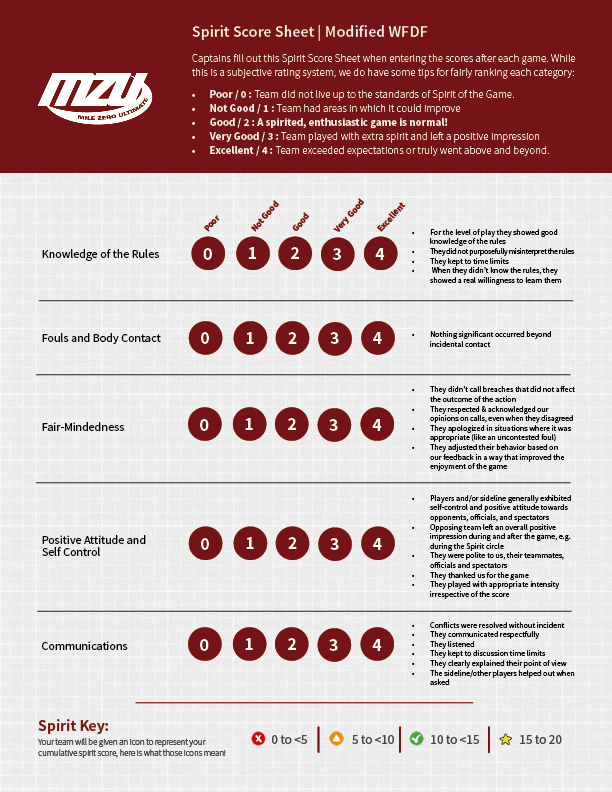 Spirit Score Sheet | Modified WFDF
Captains fill out this Spirit Score Sheet when entering the scores after each game. While
this is a subjective rating system, we do have some tips for fairly ranking each category:
• Poor / 0 : Team did not live up to the standards of Spirit of the Game.
• Not Good / 1 : Team had areas in which it could improve
• Good / 2 : A spirited, enthusiastic game is normal!
• Very Good / 3 : Team played with extra spirit and left a positive impression
• Excellent / 4 : Team exceeded expectations or truly went above and beyond.
MZU
MILE ZERO ULTIMATE
Poor Not Good Good Very Good Excellent
Knowledge of the Rules
0 1 2 3 4
• For the level of play they showed good
knowledge of the rules
• They did not purposefully misinterpret the rules
• They kept to time limits
• When they didn't know the rules, they
showed a real willingness to learn them
Fouls and Body Contact
0 1 2 3 4
• Nothing significant occurred beyond
incidental contact
Fair-Mindedness
0 1 2 3 4
• They didn't call breaches that did not affect
the outcome of the action
• They respected & acknowledged our
opinions on calls, even when they disagreed
• They apologized in situations where it was
appropriate (like an uncontested foul)
• They adjusted their behavior based on
our feedback in a way that improved the
enjoyment of the game
Positive Attitude and
Self Control
0 1 2 3 4
• Players and/or sideline generally exhibited
self-control and positive attitude towards
opponents, officials, and spectators
• Opposing team left an overall positive
impression during and after the game, e.g.
during the Spirit circle
• They were polite to us, their teammates,
officials and spectators
• They thanked us for the game
• They played with appropriate intensity
irrespective of the score
Communications
0 1 2 3 4
• Conflicts were resolved without incident
• They communicated respectfully
• They listened
• They kept to discussion time limits
• They clearly explained their point of view
• The sideline/other players helped out when
asked
Spirit Key:
Your team will be given an icon to represent your
cumulative spirit score, here is what those icons mean!
0 to <5 5 to <10 10 to <15 15 to 20